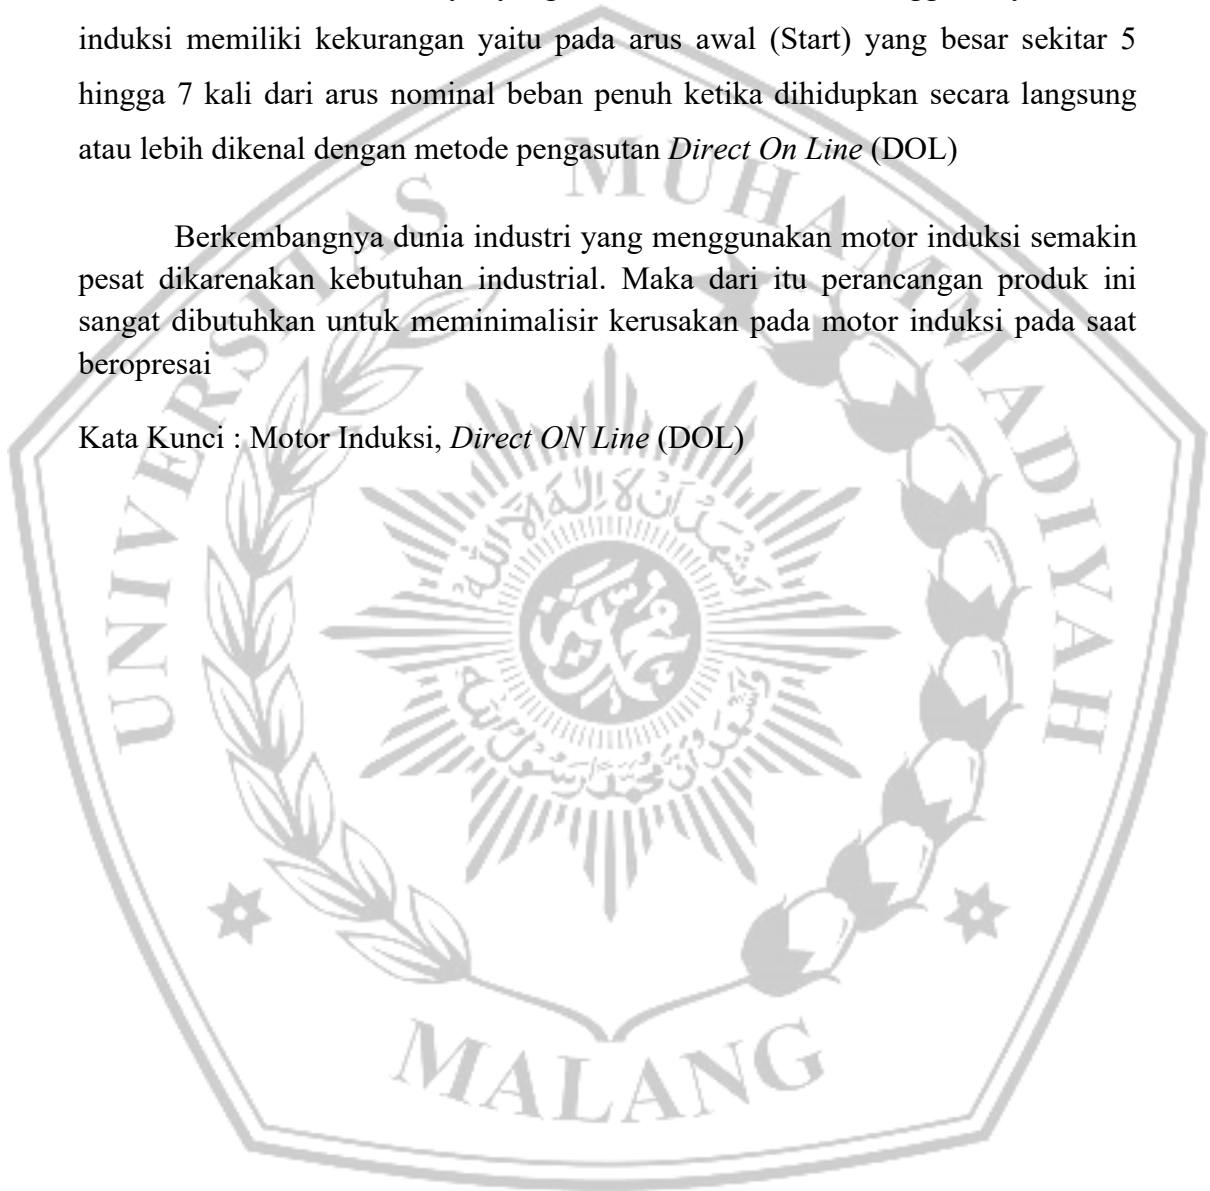 induksi memiliki kekurangan yaitu pada arus awal (Start) yang besar sekitar 5
hingga 7 kali dari arus nominal beban penuh ketika dihidupkan secara langsung
atau lebih dikenal dengan metode pengasutan Direct On Line (DOL)
Berkembangnya dunia industri yang menggunakan motor induksi semakin
pesat dikarenakan kebutuhan industrial. Maka dari itu perancangan produk ini
sangat dibutuhkan untuk meminimalisir kerusakan pada motor induksi pada saat
beropresai
Kata Kunci : Motor Induksi, Direct ON Line (DOL)
UNIVERSITAS MUHAMMADIYAH
MALANG